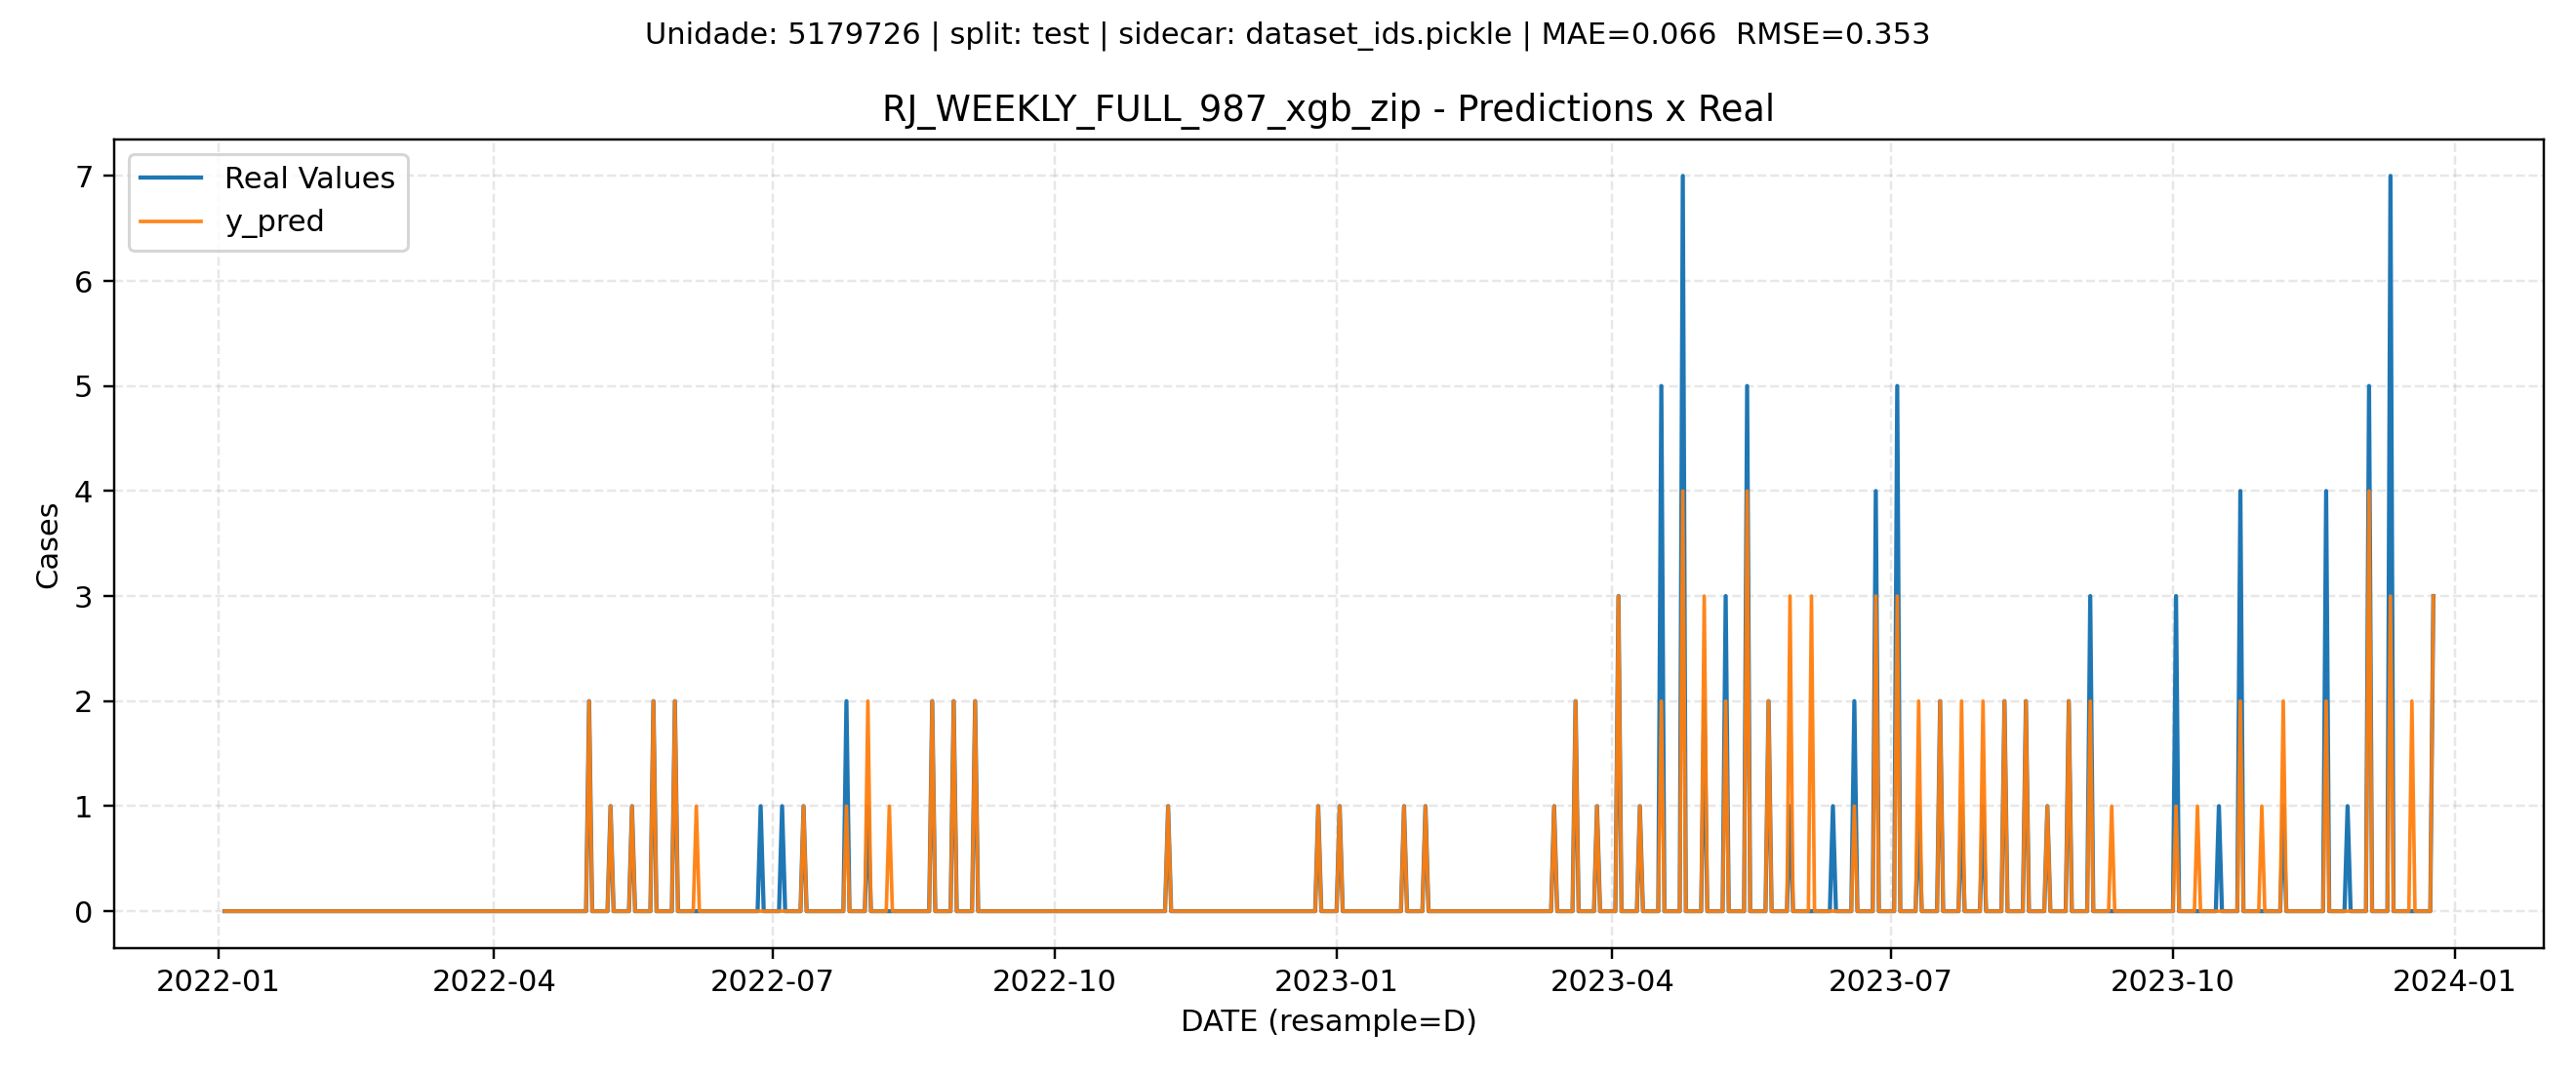 Unidade: 5179726 | split: test | sidecar: dataset_ids.pickle | MAE=0.066  RMSE=0.353
RJ_WEEKLY_FULL_987_xgb_zip - Predictions x Real
Real Values
y_pred
7
6
5
4
3
2
1
0
Cases
2022-01
2022-04
2022-07
2022-10
2023-01
2023-04
2023-07
2023-10
2024-01
DATE (resample=D)